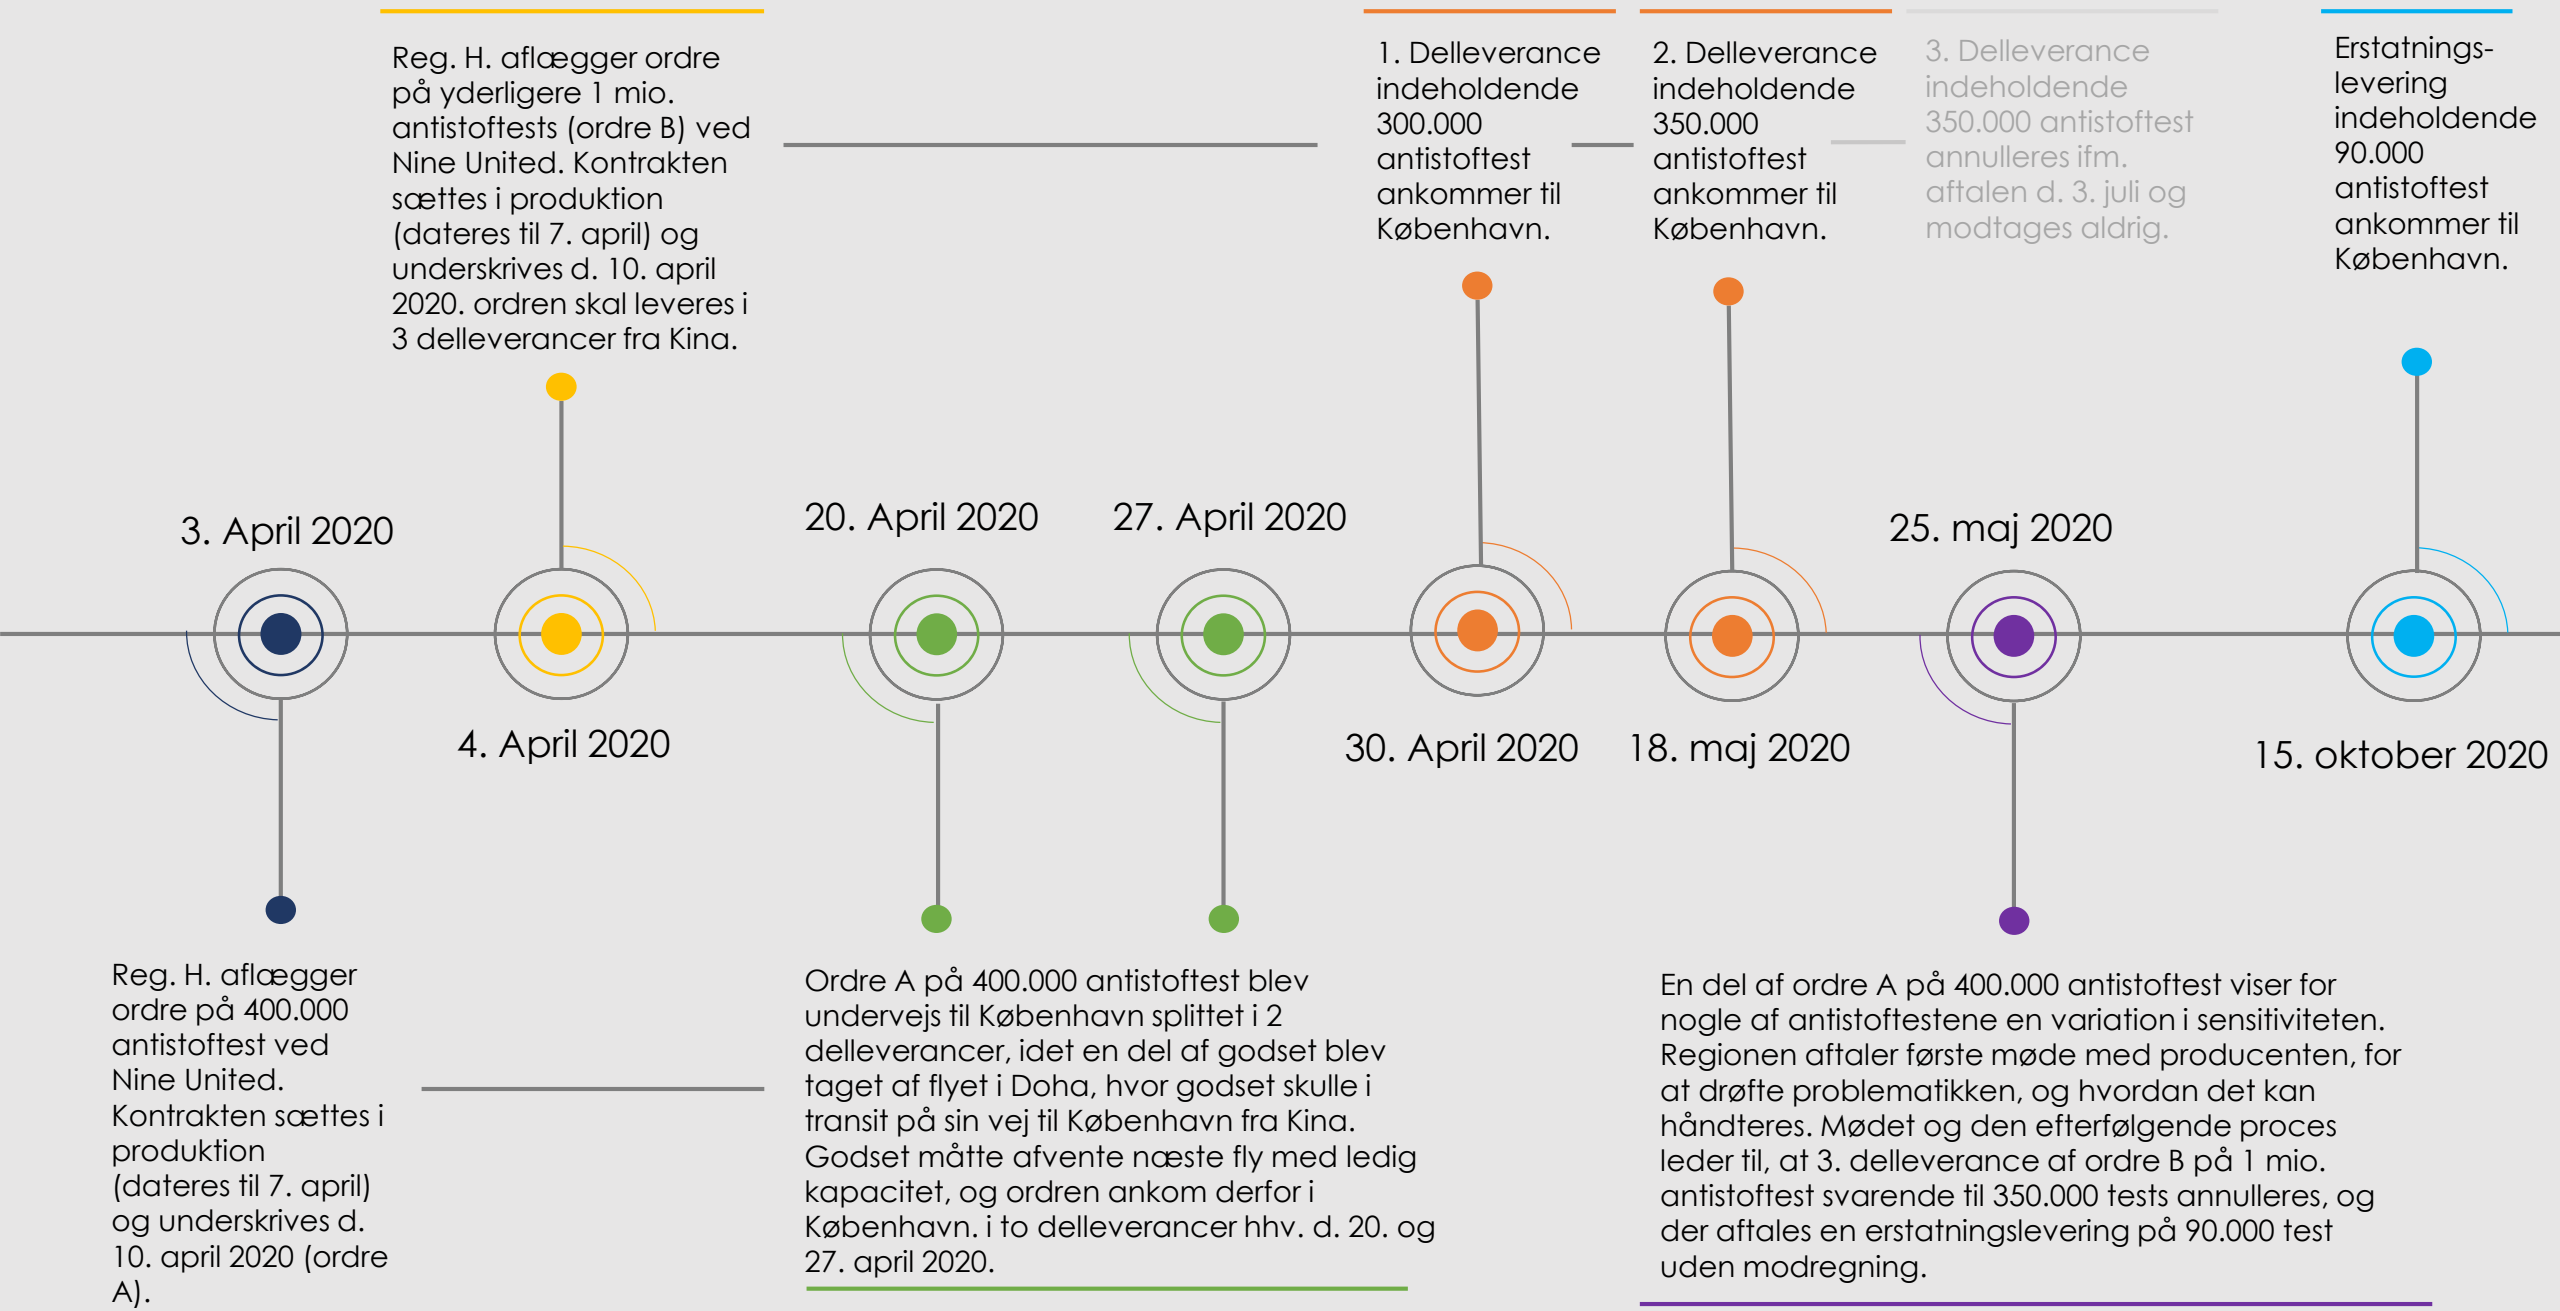 Reg. H. aflægger ordre
på yderligere 1 mio.
antistoftests (ordre B) ved
Nine United. Kontrakten
sættes i produktion
(dateres til 7. april) og
underskrives d. 10. april
2020. ordren skal leveres i
3 delleverancer fra Kina.
1. Delleverance
indeholdende
300.000
antistoftest
ankommer til
København.
2. Delleverance
indeholdende
350.000
antistoftest
ankommer til
København.
3. Delleverance
indeholdende
350.000 antistoftest
annulleres ifm.
aftalen d. 3. juli og
modtages aldrig.
Erstatnings-
levering
indeholdende
90.000
antistoftest
ankommer til
København.
3. April 2020
4. April 2020
20. April 2020
27. April 2020
30. April 2020
18. maj 2020
25. maj 2020
15. oktober 2020
Reg. H. aflægger
ordre på 400.000
antistoftest ved
Nine United.
Kontrakten sættes i
produktion
(dateres til 7. april)
og underskrives d.
10. april 2020 (ordre
A).
Ordre A på 400.000 antistoftest blev
undervejs til København splittet i 2
delleverancer, idet en del af godset blev
taget af flyet i Doha, hvor godset skulle i
transit på sin vej til København fra Kina.
Godset måtte afvente næste fly med ledig
kapacitet, og ordren ankom derfor i
København. i to delleverancer hhv. d. 20. og
27. april 2020.
En del af ordre A på 400.000 antistoftest viser for
nogle af antistoftestene en variation i sensitiviteten.
Regionen aftaler første møde med producenten, for
at drøfte problematikken, og hvordan det kan
håndteres. Mødet og den efterfølgende proces
leder til, at 3. delleverance af ordre B på 1 mio.
antistoftest svarende til 350.000 tests annulleres, og
der aftales en erstatningslevering på 90.000 test
uden modregning.